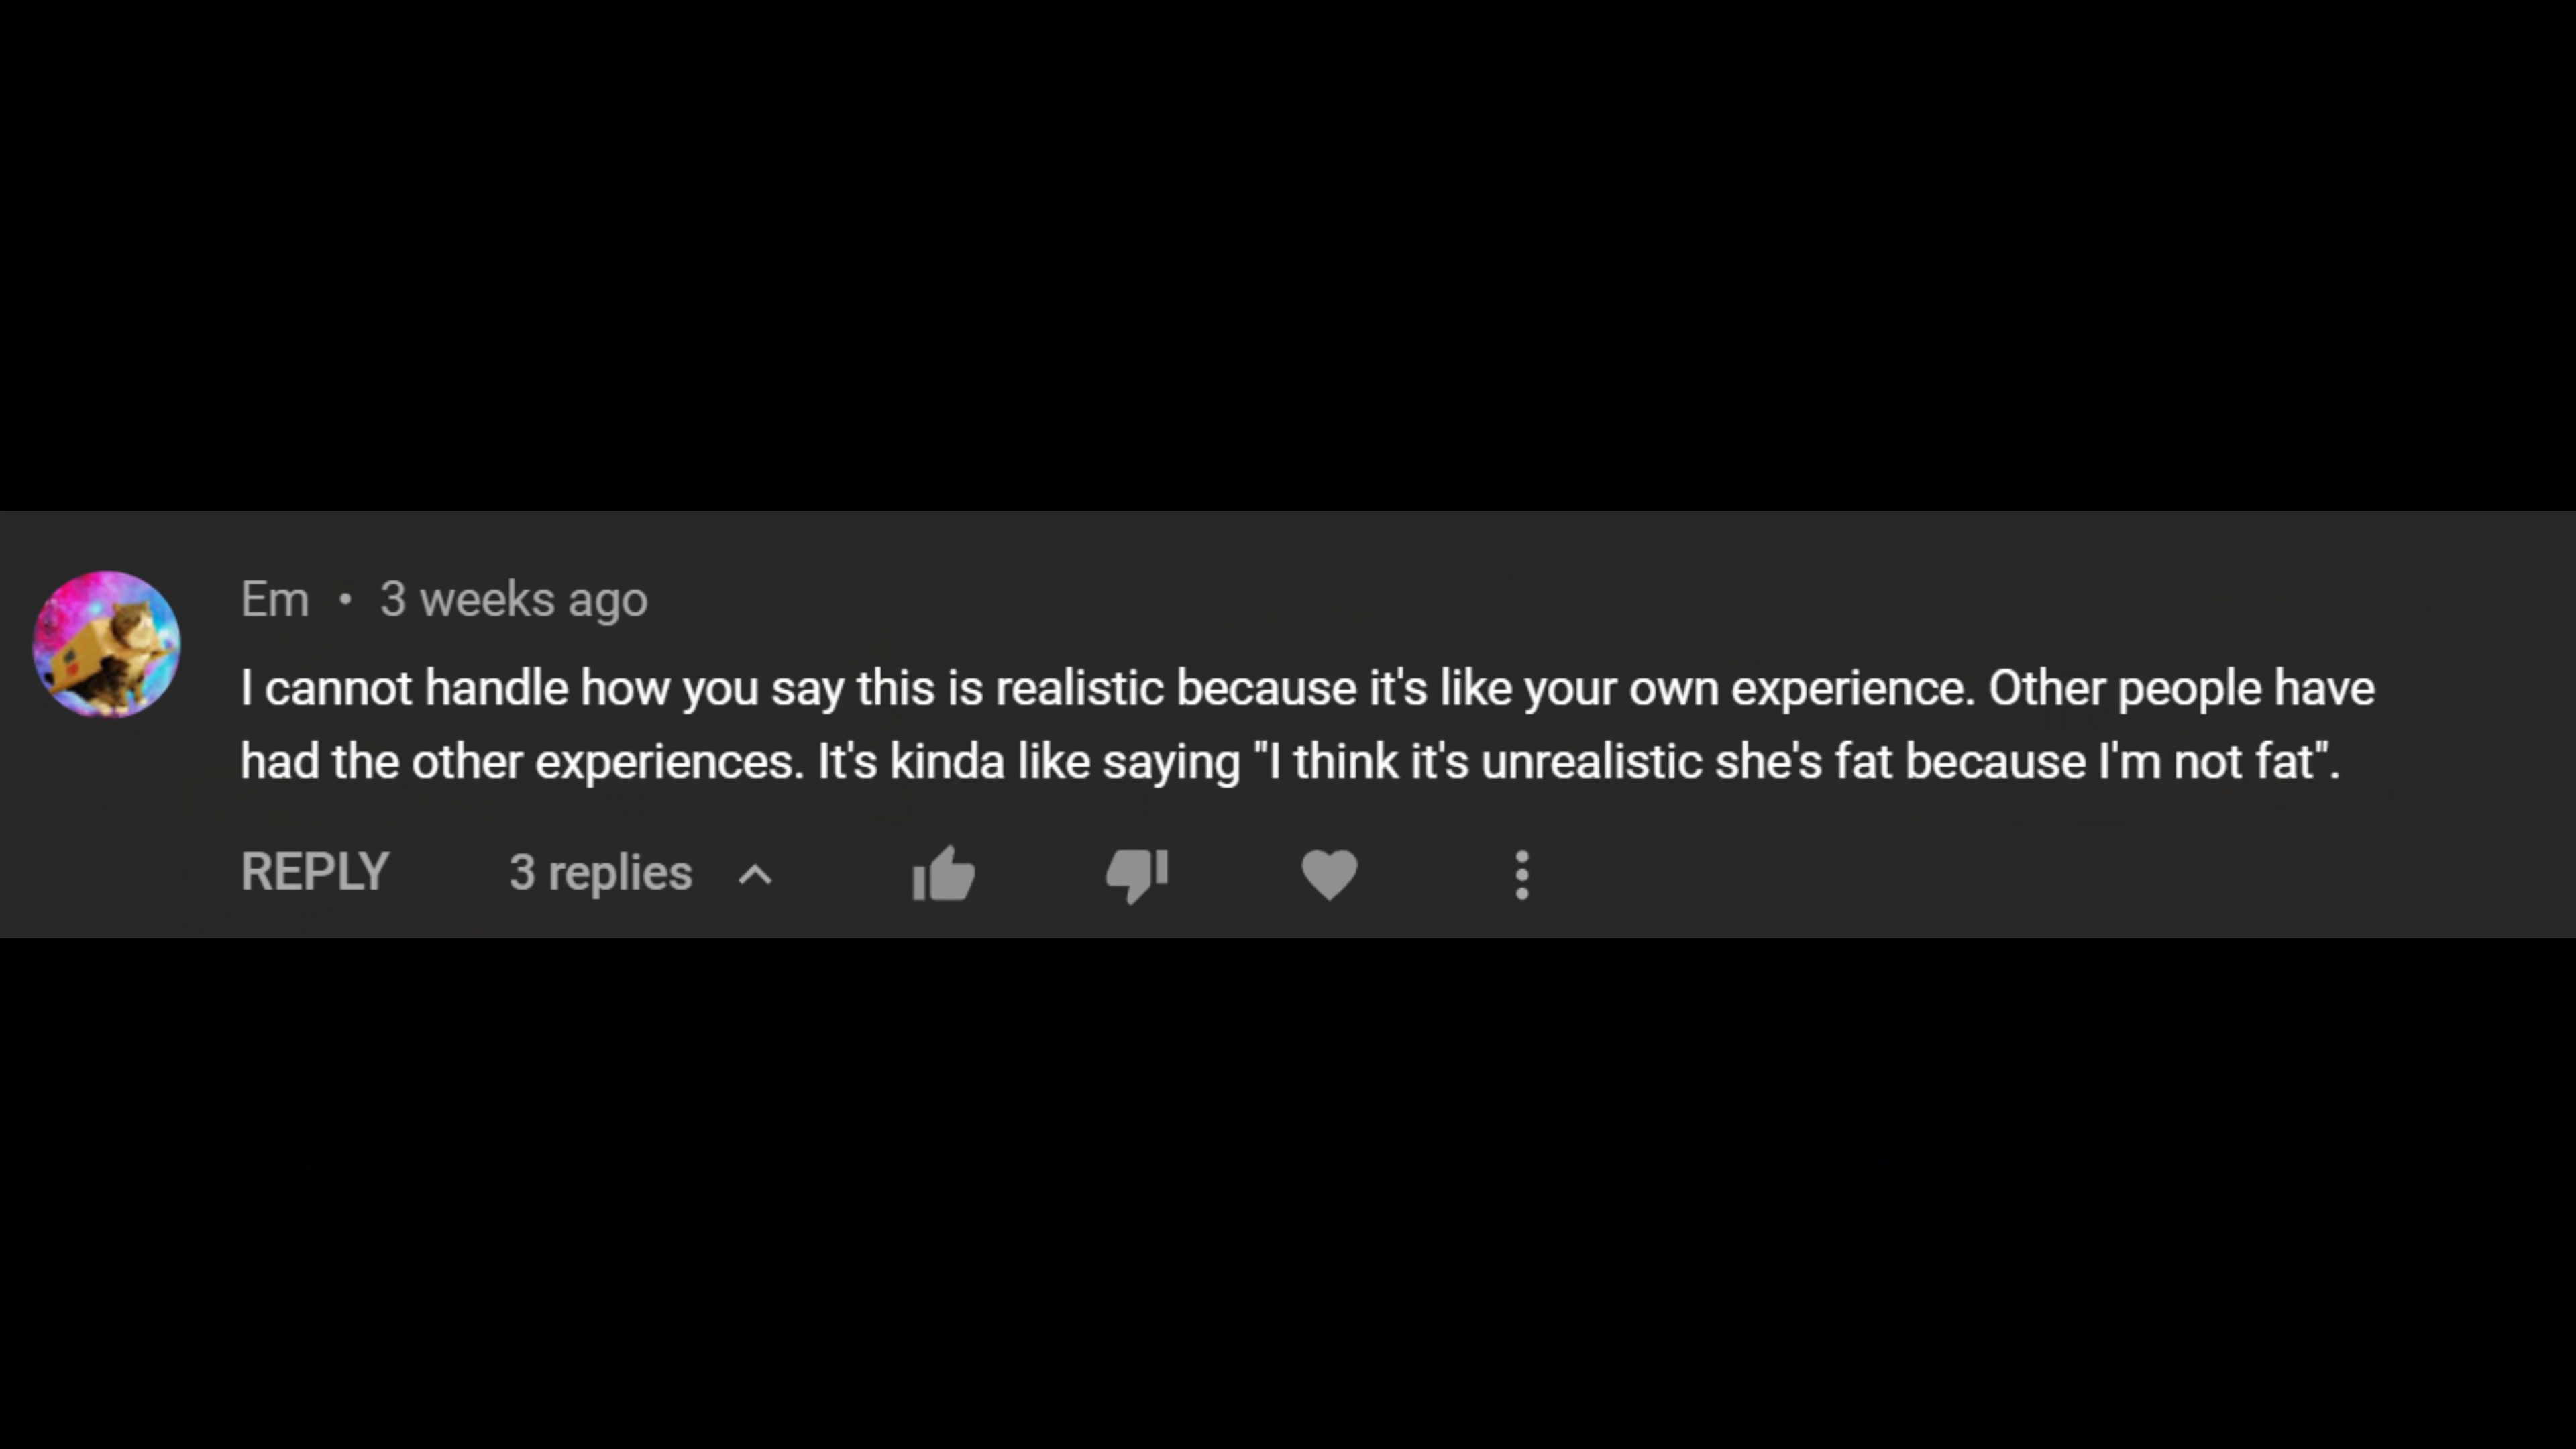 Em • 3 weeks ago
I cannot handle how you say this is realistic because it's like your own experience. Other people have
had the other experiences. It's kinda like saying "I think it's unrealistic she's fat because I'm not fat".
REPLY 3 replies